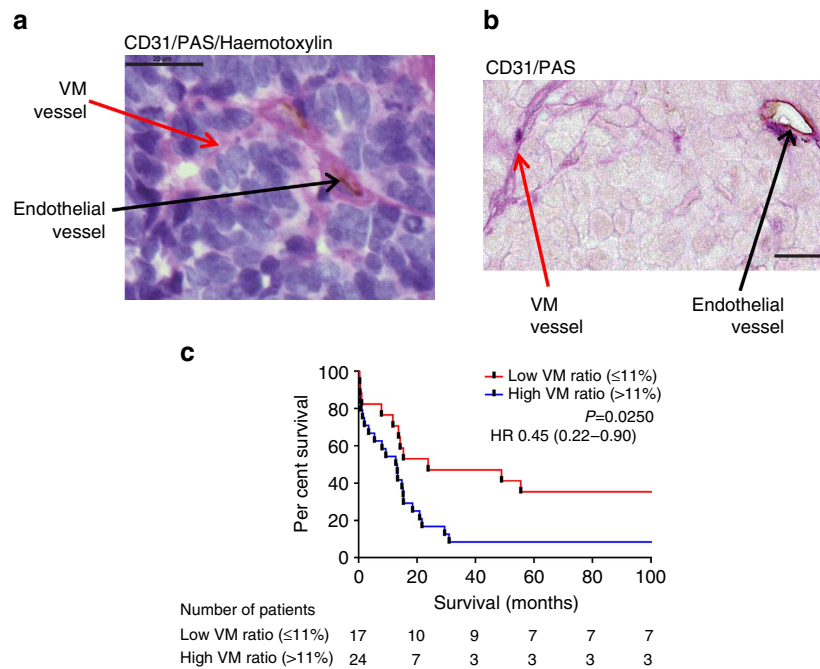 a
CD31/PAS/Haemotoxylin
20 um
VM
vessel
Endothelial
vessel
b
CD31/PAS
VM
vessel
Endothelial
vessel
c
Low VM ratio (≤11%)
High VM ratio (>11%)
P=0.0250
HR 0.45 (0.22–0.90)
Per cent survival
100
80
60
40
20
0
0 20 40 60 80 100
Survival (months)
Number of patients
Low VM ratio (≤11%) 17 10 9 7 7 7
High VM ratio (>11%) 24 7 3 3 3 3